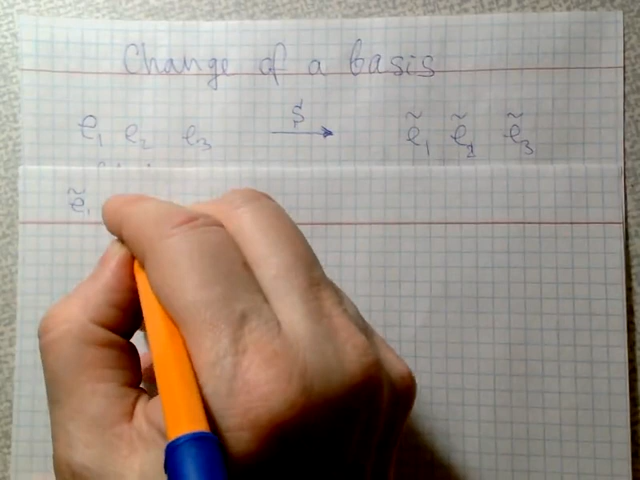 Change of a basis
e₁ e₂ e₃ S → ẽ₁ ẽ₂ ẽ₃
ẽ₁